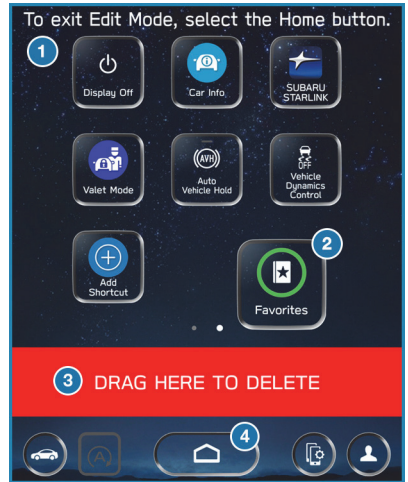 To exit Edit Mode, select the Home button.
1
Display Off
Car Info
SUBARU
STARLINK
Valet Mode
(AVH)
Auto
Vehicle Hold
OFF
Vehicle
Dynamics
Control
2
Add
Shortcut
Favorites
3 DRAG HERE TO DELETE
4
A